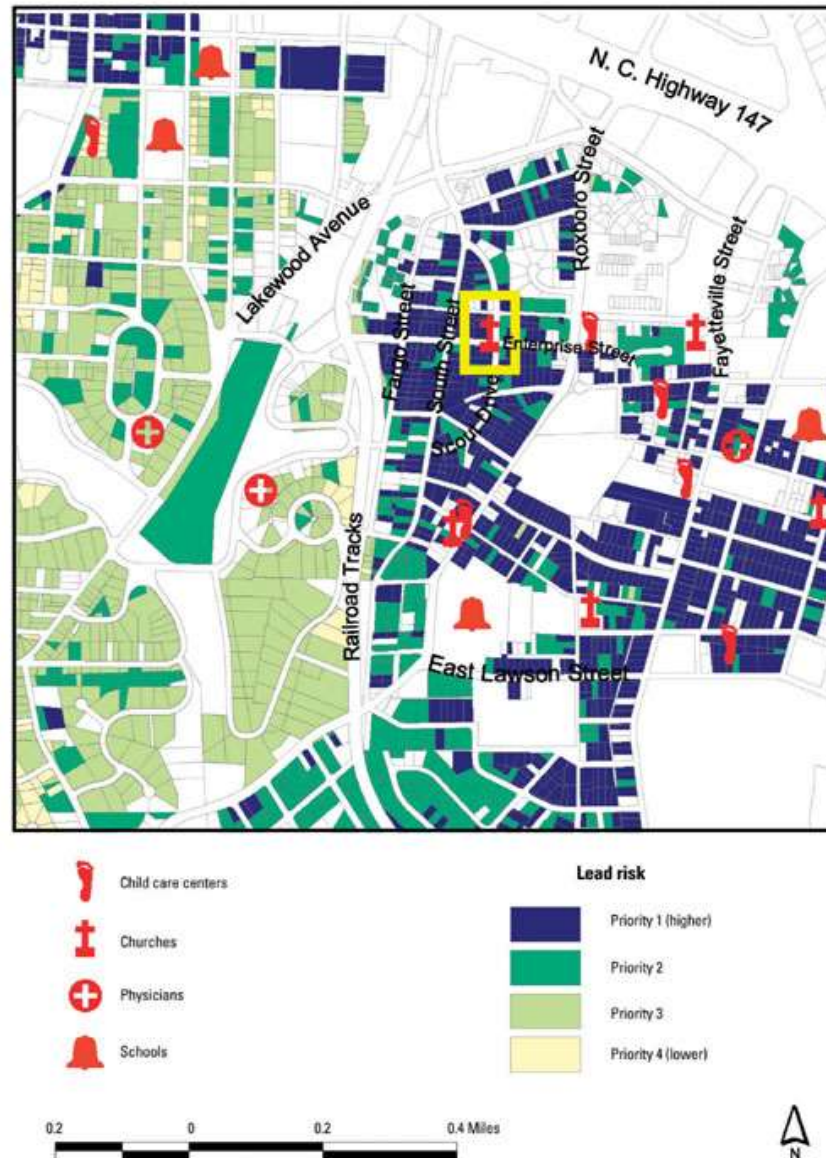 N. C. Highway 147
Roxboro Street
Lakewood Avenue
Fayetteville Street
Fargo Street
South Street
Enterprise Street
Scout Drive
Railroad Tracks
East Lawson Street
Child care centers
Churches
Physicians
Schools
Lead risk
Priority 1 (higher)
Priority 2
Priority 3
Priority 4 (lower)
0.2 0 0.2 0.4 Miles
N